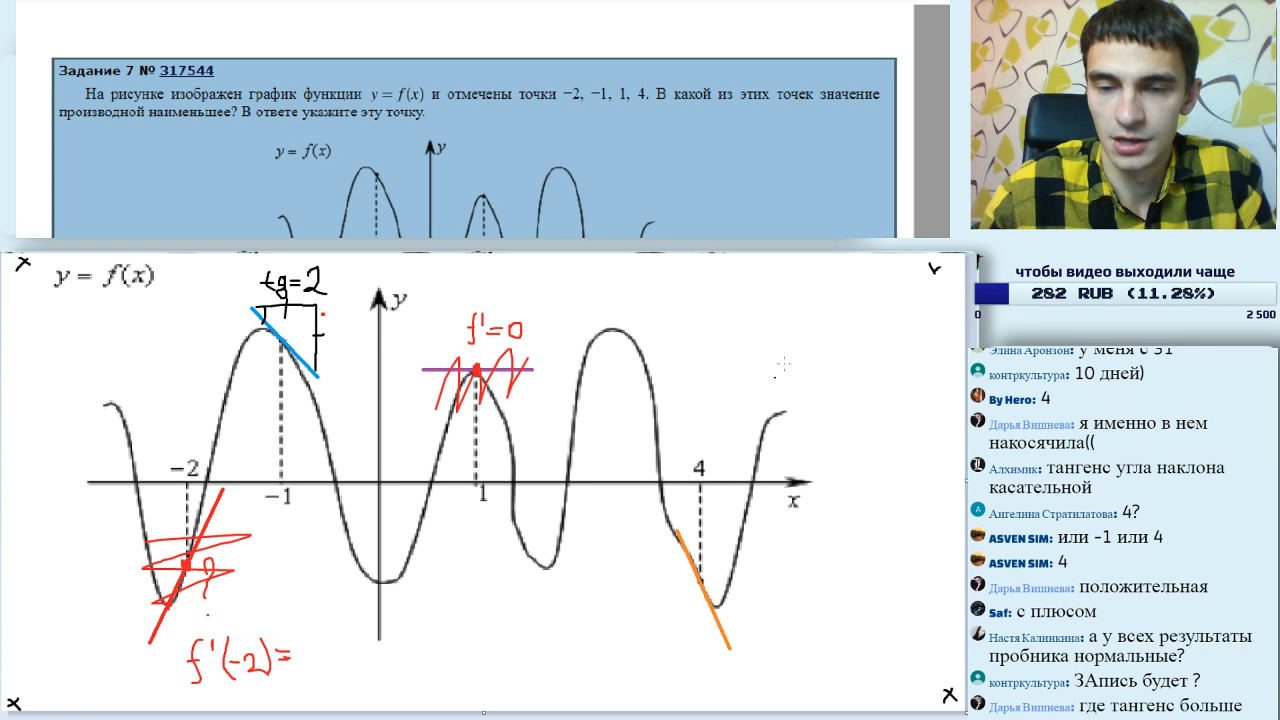 Задание 7 № 317544
На рисунке изображен график функции y = f(x) и отмечены точки −2, −1, 1, 4. В какой из этих точек значение
производной наименьшее? В ответе укажите эту точку.
y = f(x)
y
y = f(x)
tg=2
y
f'=0
−2
−1
1
4
x
?
f'(-2)=
чтобы видео выходили чаще
282 RUB (11.28%)
0
2 500
Элина Аронзон: у меня с 31
контркультура: 10 дней)
By Hero: 4
Дарья Вишнева: я именно в нем
накосячила((
Алхимик: тангенс угла наклона
касательной
Ангелина Стратилатова: 4?
ASVEN SIM: или -1 или 4
ASVEN SIM: 4
Дарья Вишнева: положительная
Saf: с плюсом
Настя Калинкина: а у всех результаты
пробника нормальные?
контркультура: ЗАпись будет ?
Дарья Вишнева: где тангенс больше